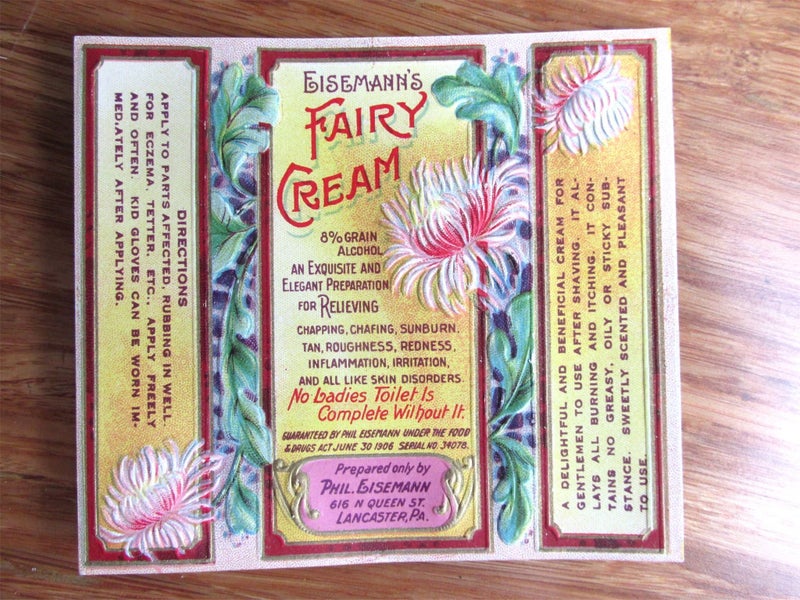 DIRECTIONS
APPLY TO PARTS AFFECTED, RUBBING IN WELL.
FOR ECZEMA, TETTER, ETC., APPLY FREELY
AND OFTEN. KID GLOVES CAN BE WORN IM-
MEDIATELY AFTER APPLYING.
EISEMANN'S
FAIRY
CREAM
8% GRAIN
ALCOHOL
AN EXQUISITE AND
ELEGANT PREPARATION
FOR RELIEVING
CHAPPING, CHAFING, SUNBURN,
TAN, ROUGHNESS, REDNESS,
INFLAMMATION, IRRITATION,
AND ALL LIKE SKIN DISORDERS.
No Ladies Toilet Is
Complete Without It.
GUARANTEED BY PHIL EISEMANN UNDER THE FOOD
& DRUGS ACT JUNE 30 1906 SERIAL NO. 34078.
Prepared only by
PHIL. EISEMANN
616 N QUEEN ST.
LANCASTER, PA.
A DELIGHTFUL AND BENEFICIAL CREAM FOR
GENTLEMEN TO USE AFTER SHAVING. IT AL-
LAYS ALL BURNING AND ITCHING. IT CON-
TAINS NO GREASY, OILY OR STICKY SUB-
STANCE. SWEETLY SCENTED AND PLEASANT
TO USE.